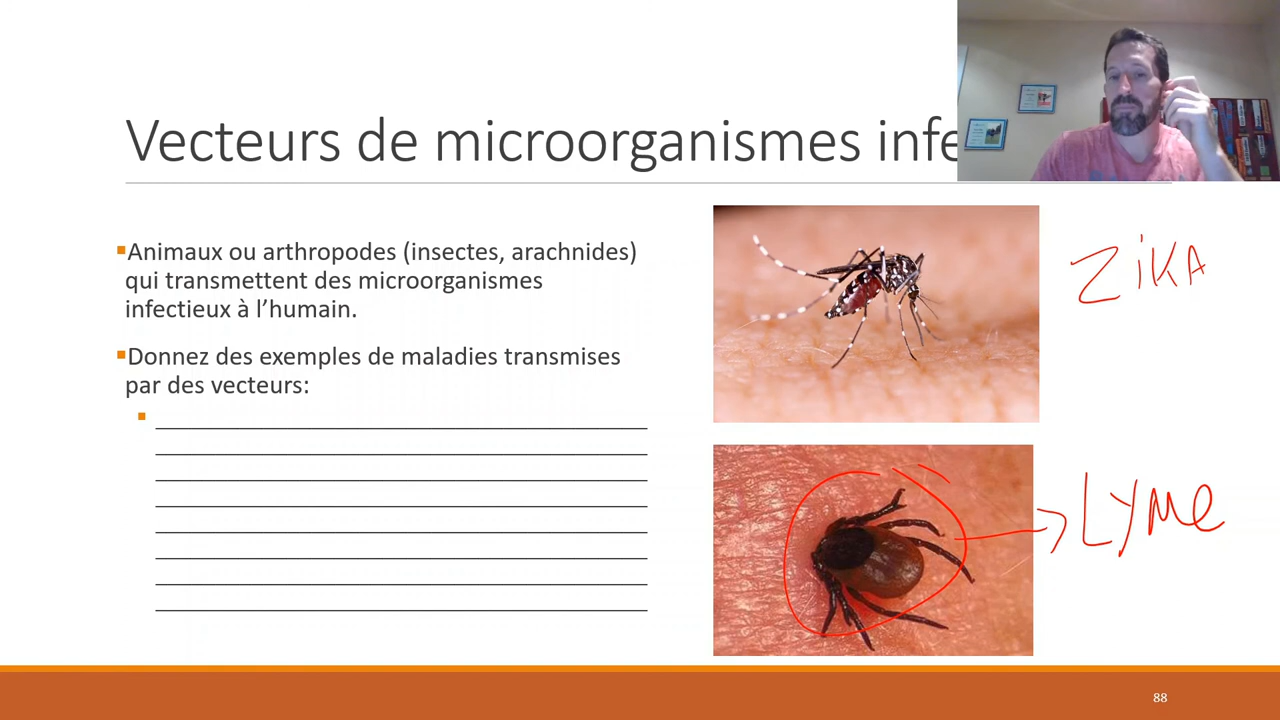 Vecteurs de microorganismes infe
Animaux ou arthropodes (insectes, arachnides)
qui transmettent des microorganismes
infectieux à l'humain.
Donnez des exemples de maladies transmises
par des vecteurs:
ZiKA
LYMe
88